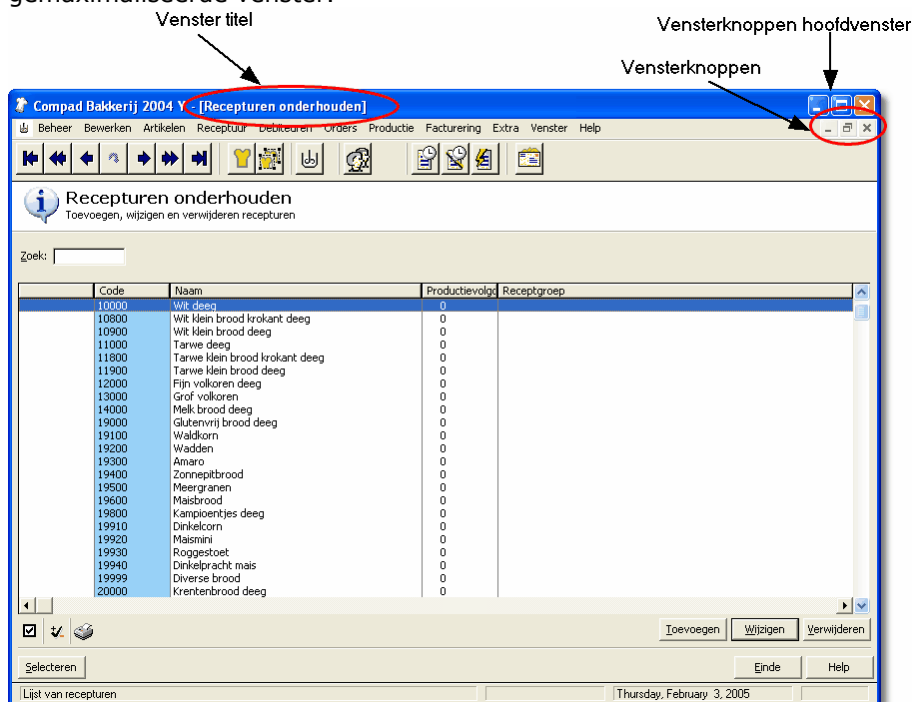 gemaximaliseerde venster:
Venster titel
Vensterknoppen hoofdvenster
Vensterknoppen
Compad Bakkerij 2004 Y - [Recepturen onderhouden]
Beheer Bewerken Artikelen Receptuur Debiteuren Orders Productie Facturering Extra Venster Help
Recepturen onderhouden
Toevoegen, wijzigen en verwijderen recepturen
Zoek:
Code Naam Productievolgo Receptgroep
10000 Wit deeg 0
10800 Wit klein brood krokant deeg 0
10900 Wit klein brood deeg 0
11000 Tarwe deeg 0
11800 Tarwe klein brood krokant deeg 0
11900 Tarwe klein brood deeg 0
12000 Fijn volkoren deeg 0
13000 Grof volkoren 0
14000 Melk brood deeg 0
19000 Glutenvrij brood deeg 0
19100 Waldkorn 0
19200 Wadden 0
19300 Amaro 0
19400 Zonnepitbrood 0
19500 Meergranen 0
19600 Maisbrood 0
19800 Kampioentjes deeg 0
19910 Dinkelcorn 0
19920 Maismini 0
19930 Roggestoet 0
19940 Dinkelpracht mais 0
19999 Diverse brood 0
20000 Krentenbrood deeg 0
Toevoegen Wijzigen Verwijderen
Selecteren Einde Help
Lijst van recepturen Thursday, February 3, 2005